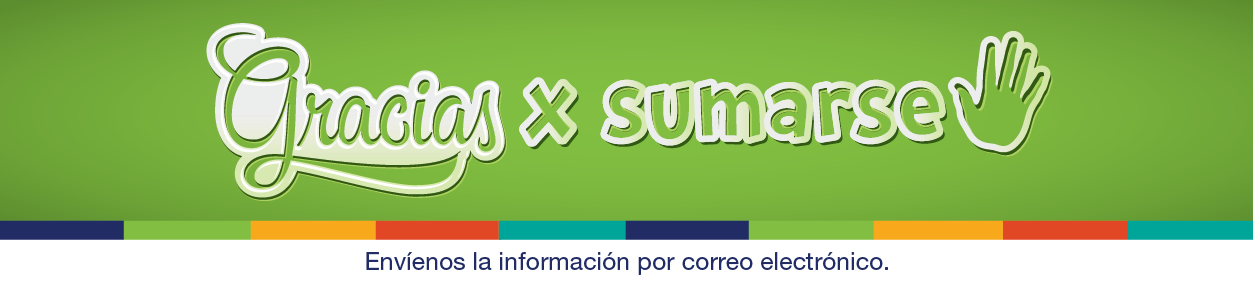 Gracias x sumarse
Envíenos la información por correo electrónico.